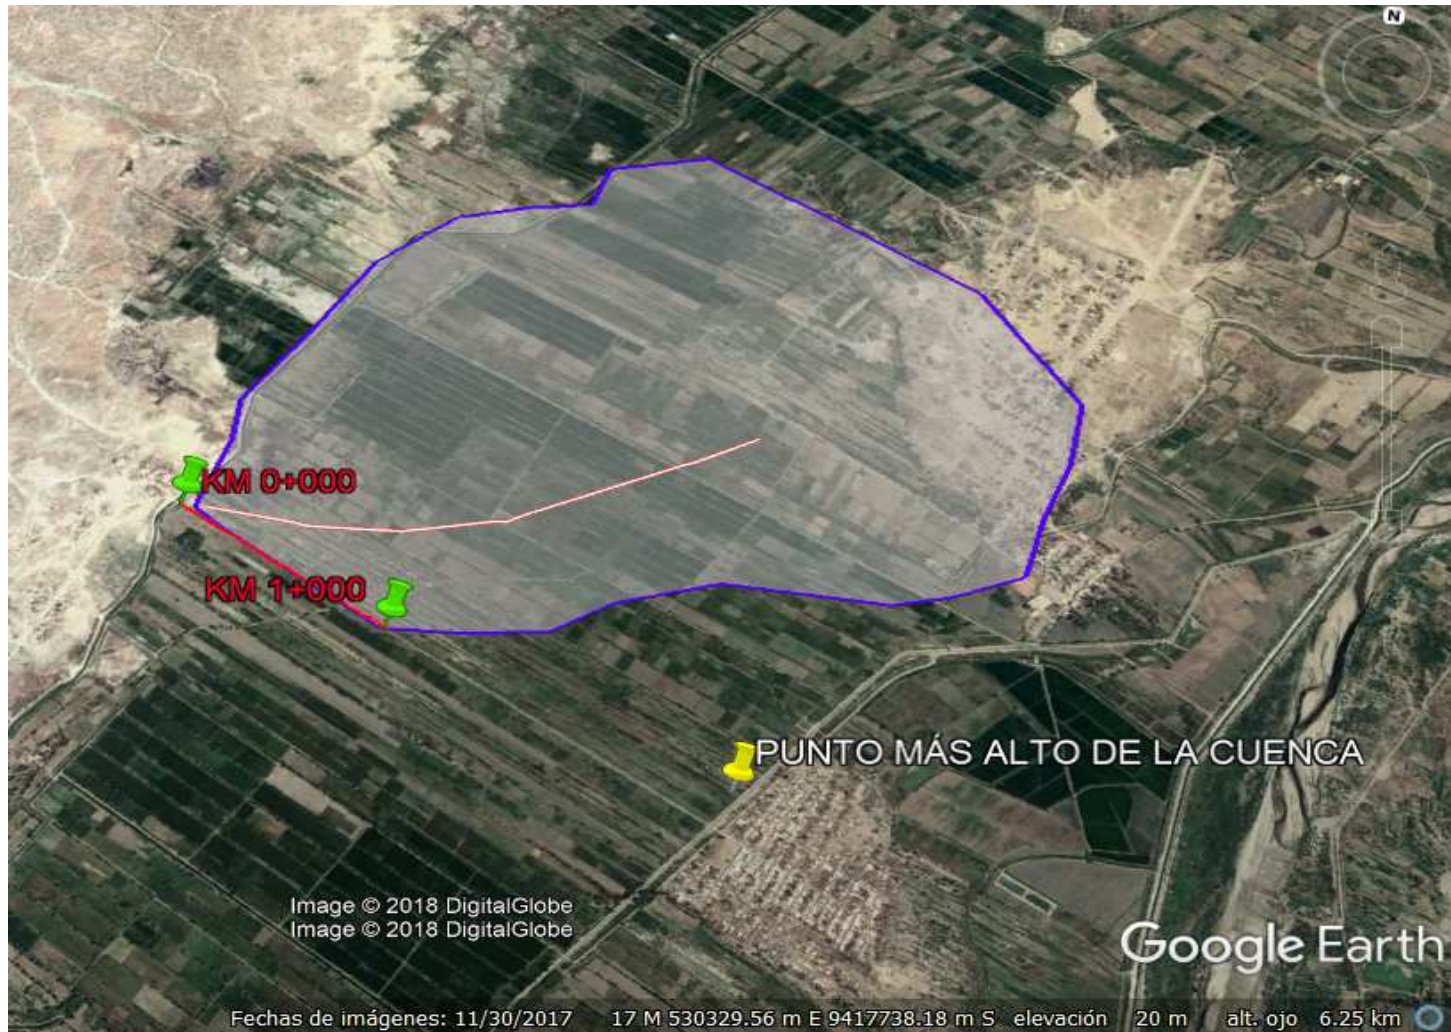 N
KM 0+000
KM 1+000
PUNTO MÁS ALTO DE LA CUENCA
Image © 2018 DigitalGlobe
Image © 2018 DigitalGlobe
Google Earth
Fechas de imágenes: 11/30/2017 17 M 530329.56 m E 9417738.18 m S elevación 20 m alt. ojo 6.25 km